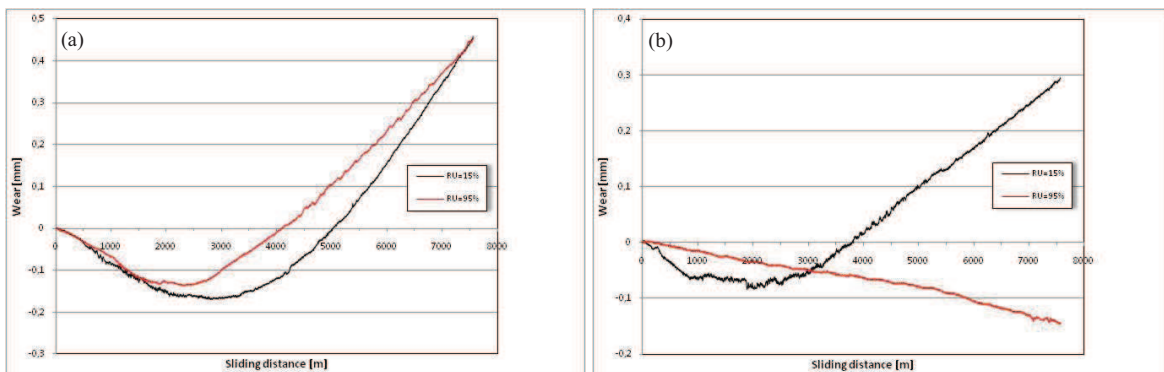 (a)
0,5
0,4
0,3
0,2
0,1
0
-0,1
-0,2
-0,3
0 1000 2000 3000 4000 5000 6000 7000 8000
Wear [mm]
Sliding distance [m]
RU=15%
RU=95%
(b)
0,4
0,3
0,2
0,1
0
-0,1
-0,2
0 1000 2000 3000 4000 5000 6000 7000 8000
Wear [mm]
Sliding distance [m]
RU=15%
RU=95%